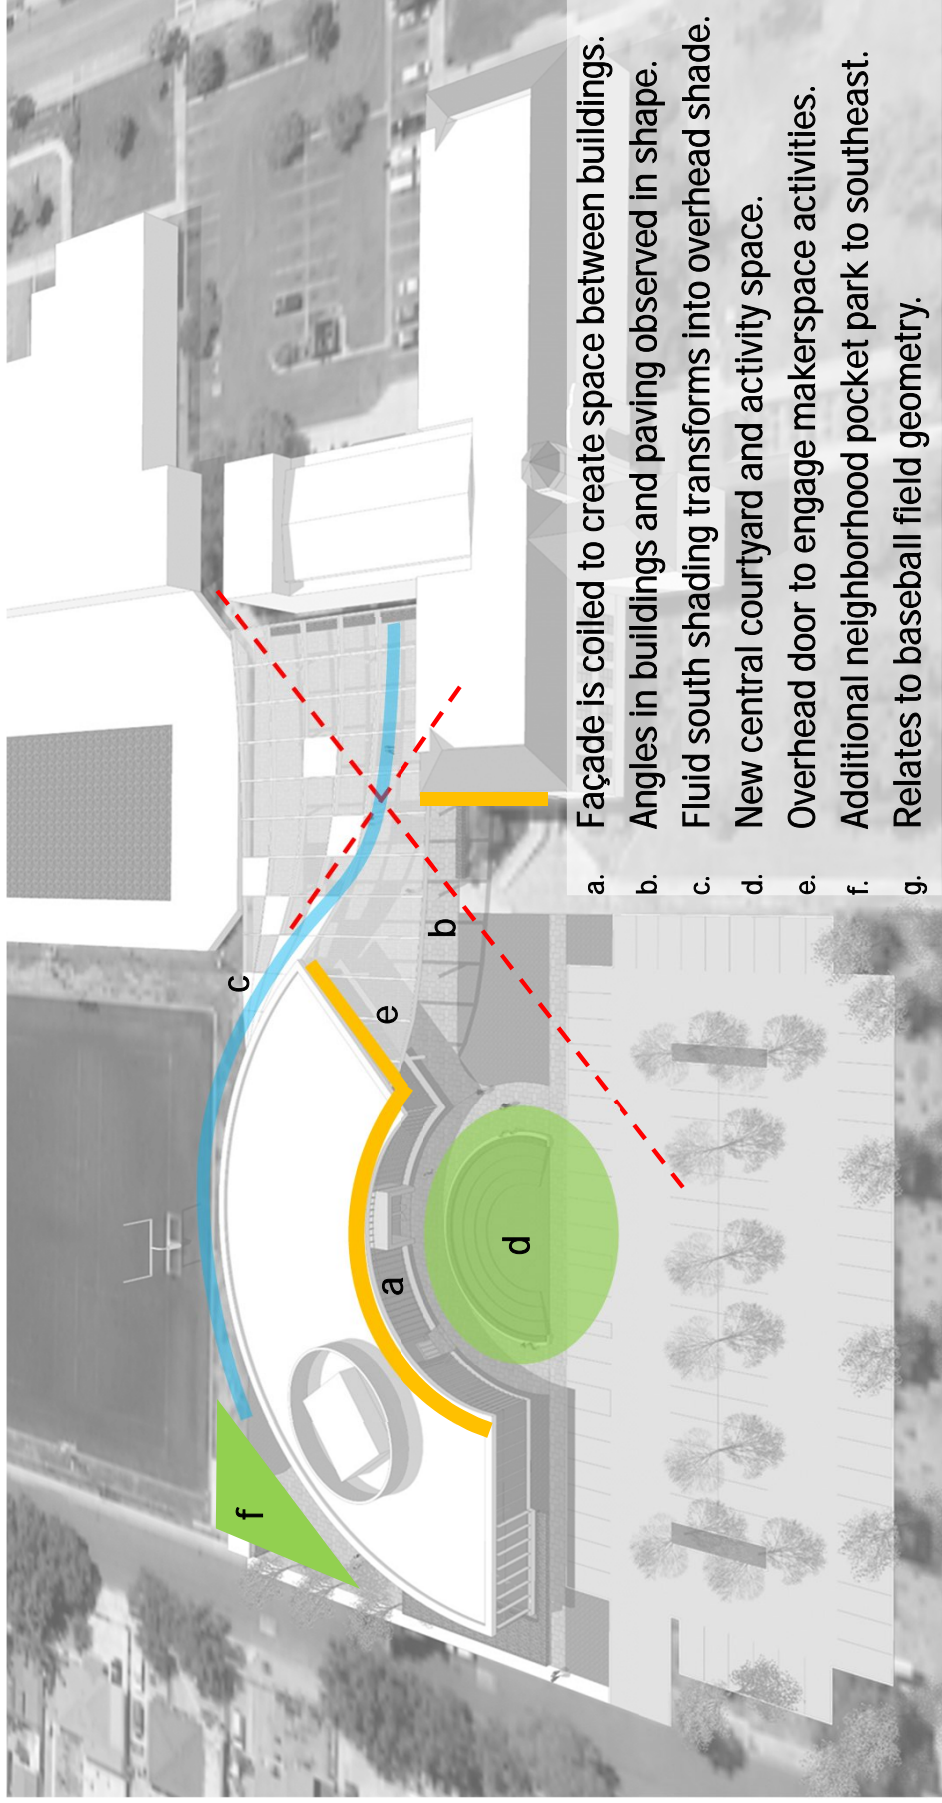 a. Façade is coiled to create space between buildings.
b. Angles in buildings and paving observed in shape.
c. Fluid south shading transforms into overhead shade.
d. New central courtyard and activity space.
e. Overhead door to engage makerspace activities.
f. Additional neighborhood pocket park to southeast.
g. Relates to baseball field geometry.
f
c
a
d
e
b